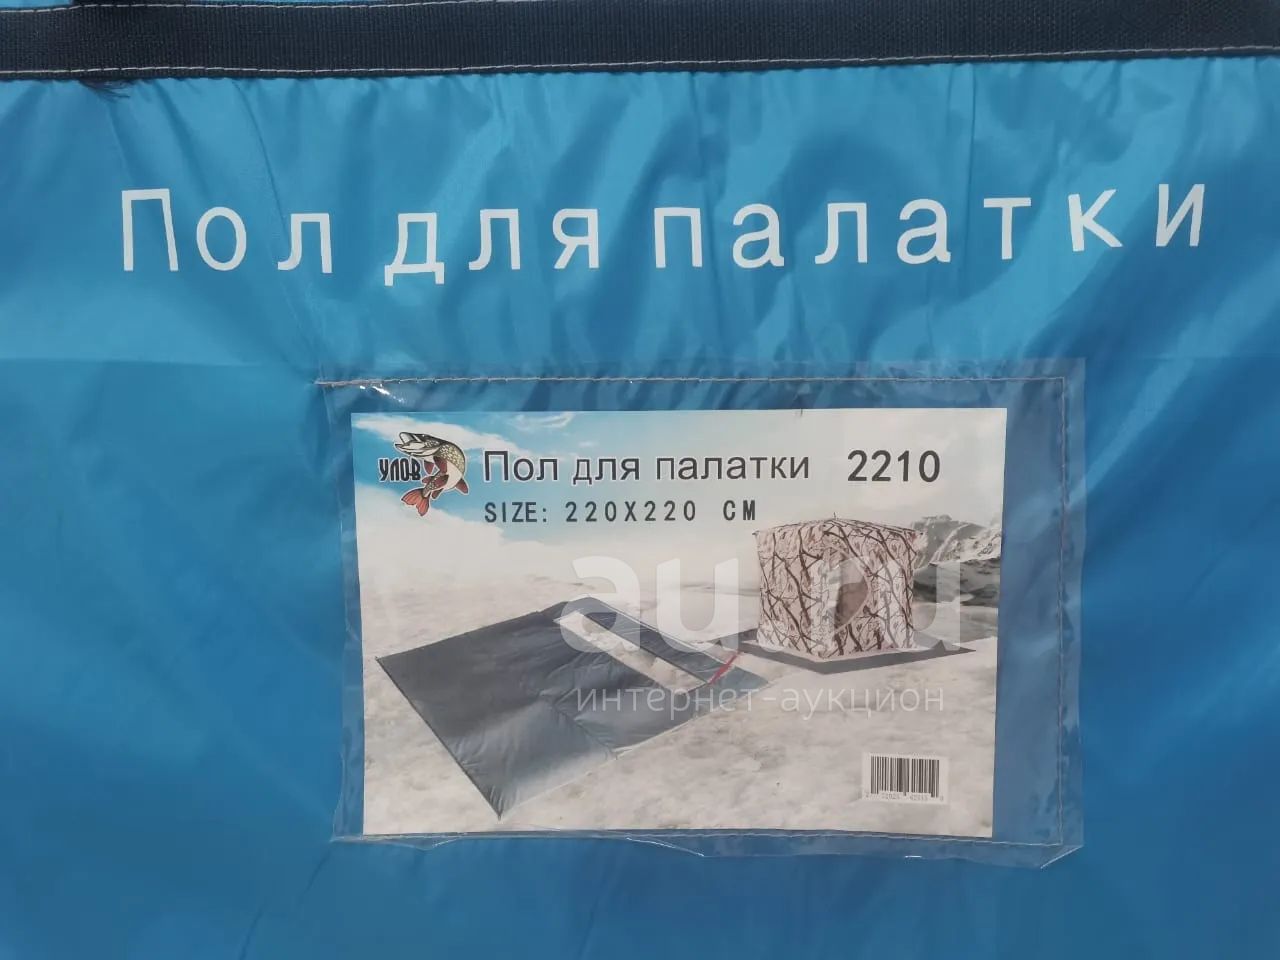 Пол для палатки
УЛОВ
Пол для палатки 2210
SIZE: 220X220 CM
au.ru
интернет-аукцион